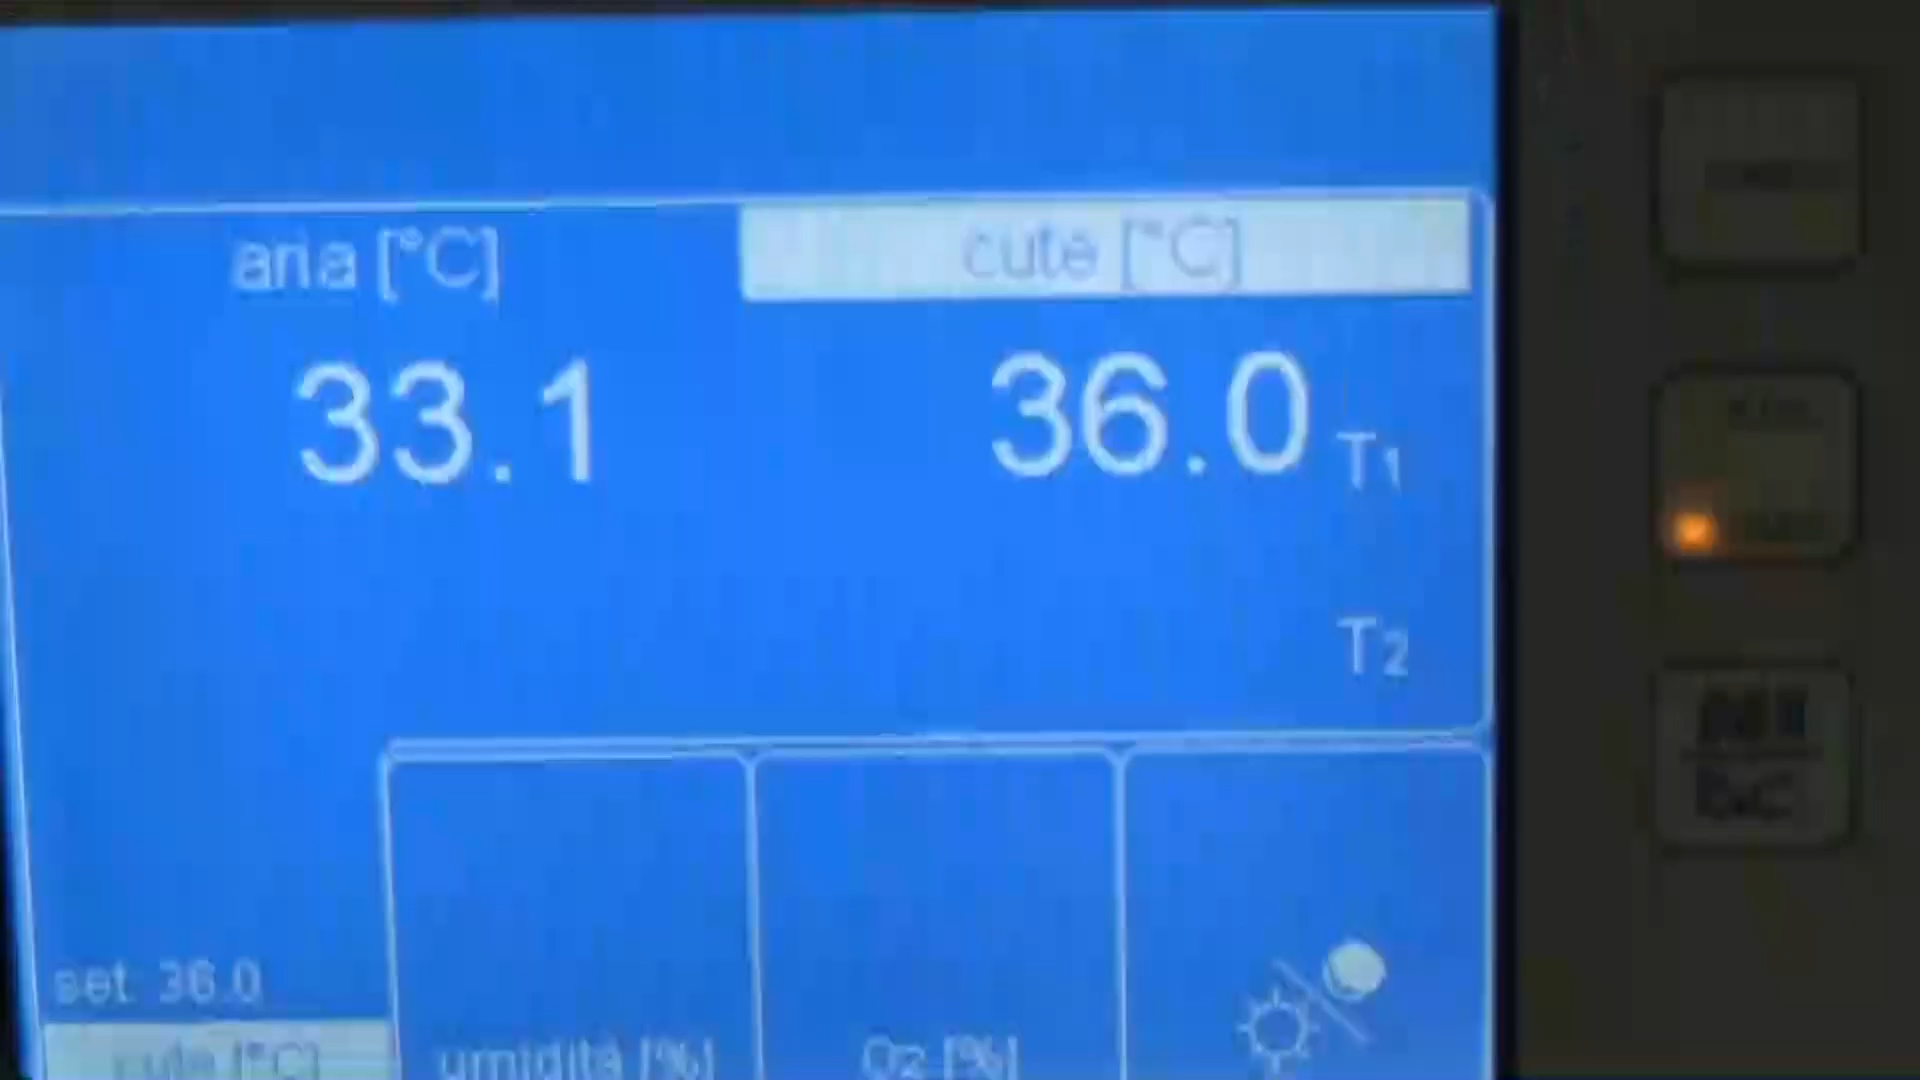 aria [°C]
cute [°C]
33.1
36.0 T1
T2
set: 36.0
cute [°C]
umidità [%]
O2 [%]